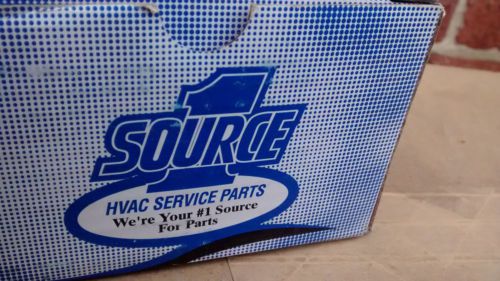 SOURCE
1
HVAC SERVICE PARTS
We're Your #1 Source
For Parts